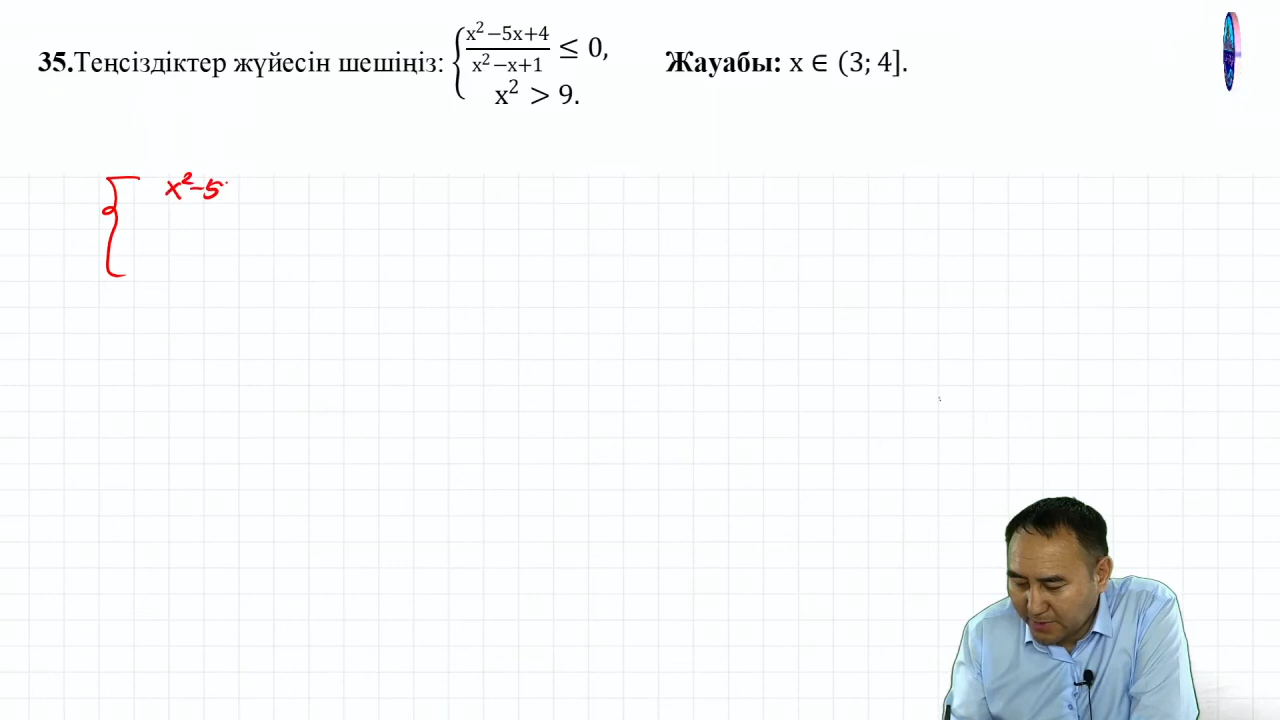 35.Теңсіздіктер жүйесін шешіңіз: { (x²−5x+4)/(x²−x+1) ≤ 0, x² > 9. Жауабы: x ∈ (3; 4].
{ x²−5